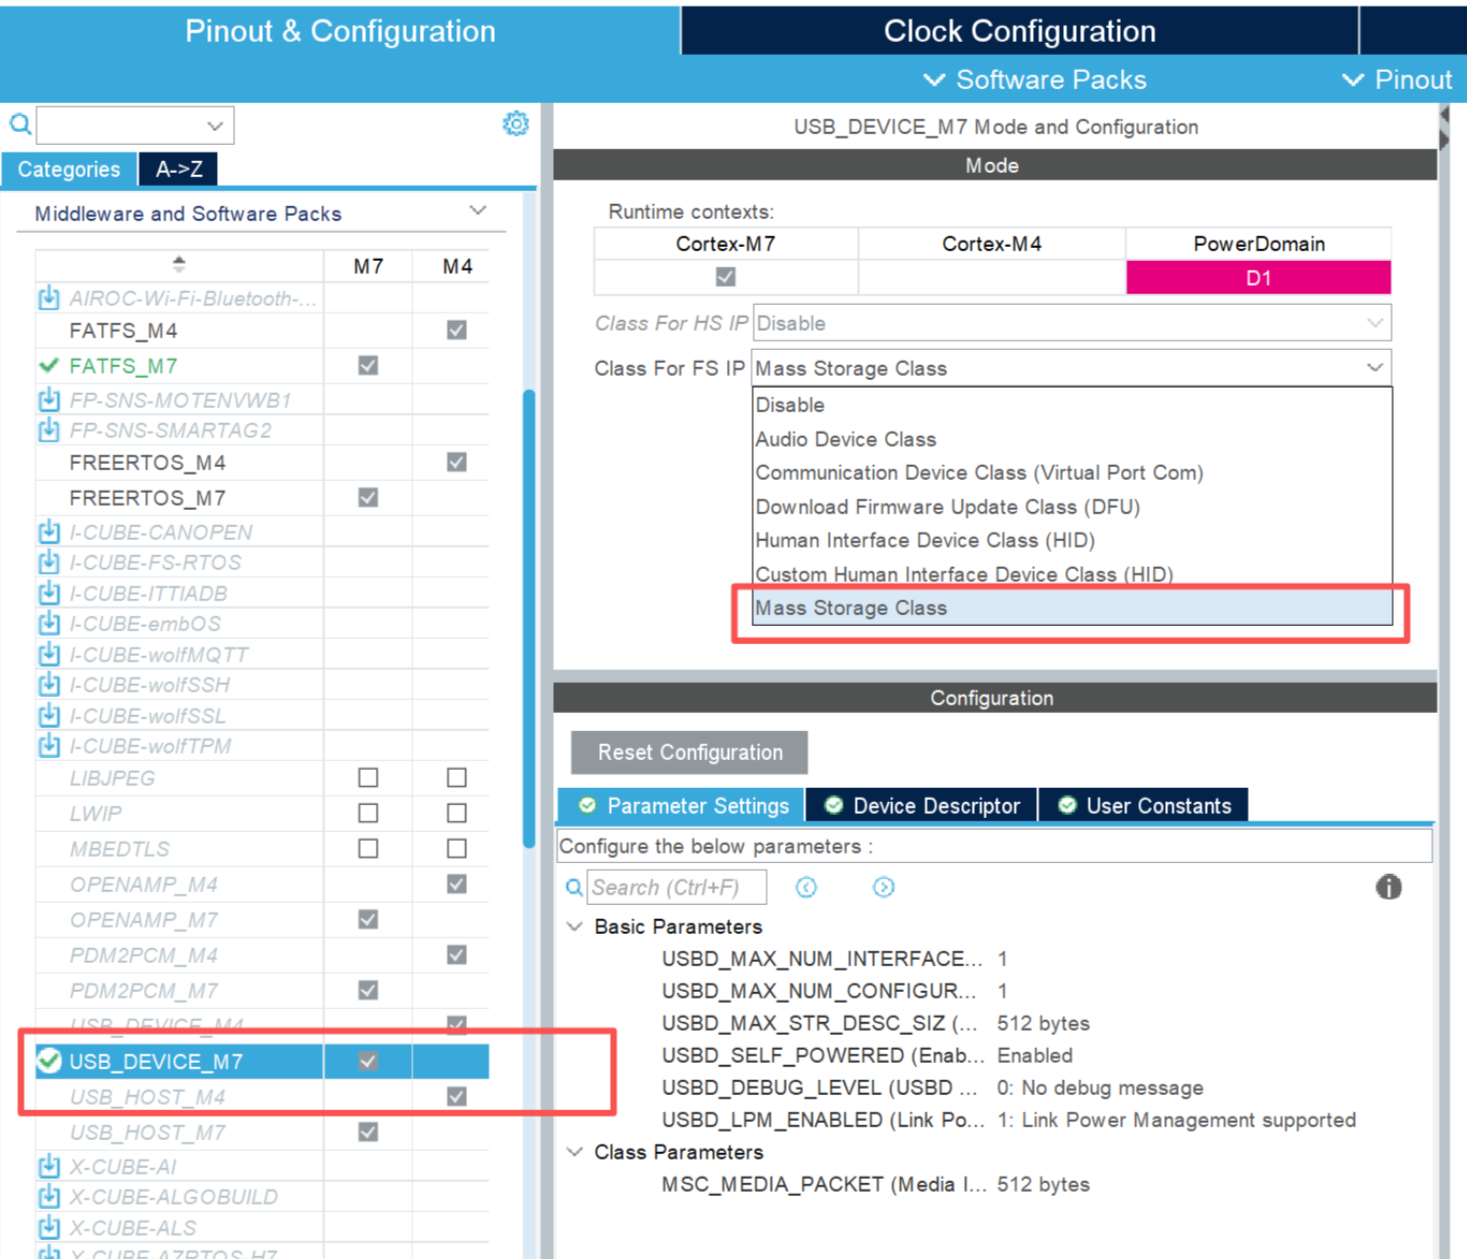 Pinout & Configuration
Clock Configuration
Software Packs
Pinout
Categories
A->Z
Middleware and Software Packs
M7
M4
AIROC-Wi-Fi-Bluetooth-...
FATFS_M4
FATFS_M7
FP-SNS-MOTENVWB1
FP-SNS-SMARTAG2
FREERTOS_M4
FREERTOS_M7
I-CUBE-CANOPEN
I-CUBE-FS-RTOS
I-CUBE-ITTIADB
I-CUBE-embOS
I-CUBE-wolfMQTT
I-CUBE-wolfSSH
I-CUBE-wolfSSL
I-CUBE-wolfTPM
LIBJPEG
LWIP
MBEDTLS
OPENAMP_M4
OPENAMP_M7
PDM2PCM_M4
PDM2PCM_M7
USB_DEVICE_M4
USB_DEVICE_M7
USB_HOST_M4
USB_HOST_M7
X-CUBE-AI
X-CUBE-ALGOBUILD
X-CUBE-ALS
X-CUBE-AZRTOS-H7
USB_DEVICE_M7 Mode and Configuration
Mode
Runtime contexts:
Cortex-M7 Cortex-M4 PowerDomain
D1
Class For HS IP Disable
Class For FS IP Mass Storage Class
Disable
Audio Device Class
Communication Device Class (Virtual Port Com)
Download Firmware Update Class (DFU)
Human Interface Device Class (HID)
Custom Human Interface Device Class (HID)
Mass Storage Class
Configuration
Reset Configuration
Parameter Settings
Device Descriptor
User Constants
Configure the below parameters :
Search (Ctrl+F)
Basic Parameters
USBD_MAX_NUM_INTERFACE... 1
USBD_MAX_NUM_CONFIGUR... 1
USBD_MAX_STR_DESC_SIZ (... 512 bytes
USBD_SELF_POWERED (Enab... Enabled
USBD_DEBUG_LEVEL (USBD ... 0: No debug message
USBD_LPM_ENABLED (Link Po... 1: Link Power Management supported
Class Parameters
MSC_MEDIA_PACKET (Media I... 512 bytes